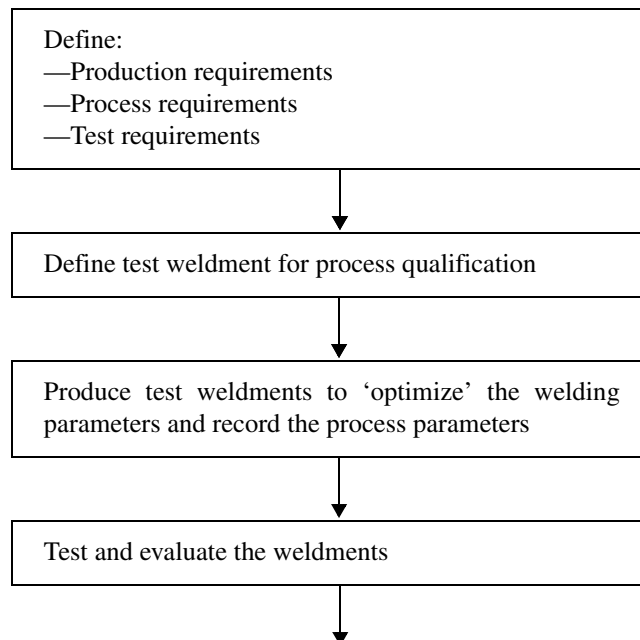 Define:
—Production requirements
—Process requirements
—Test requirements
Define test weldment for process qualification
Produce test weldments to ‘optimize’ the welding
parameters and record the process parameters
Test and evaluate the weldments